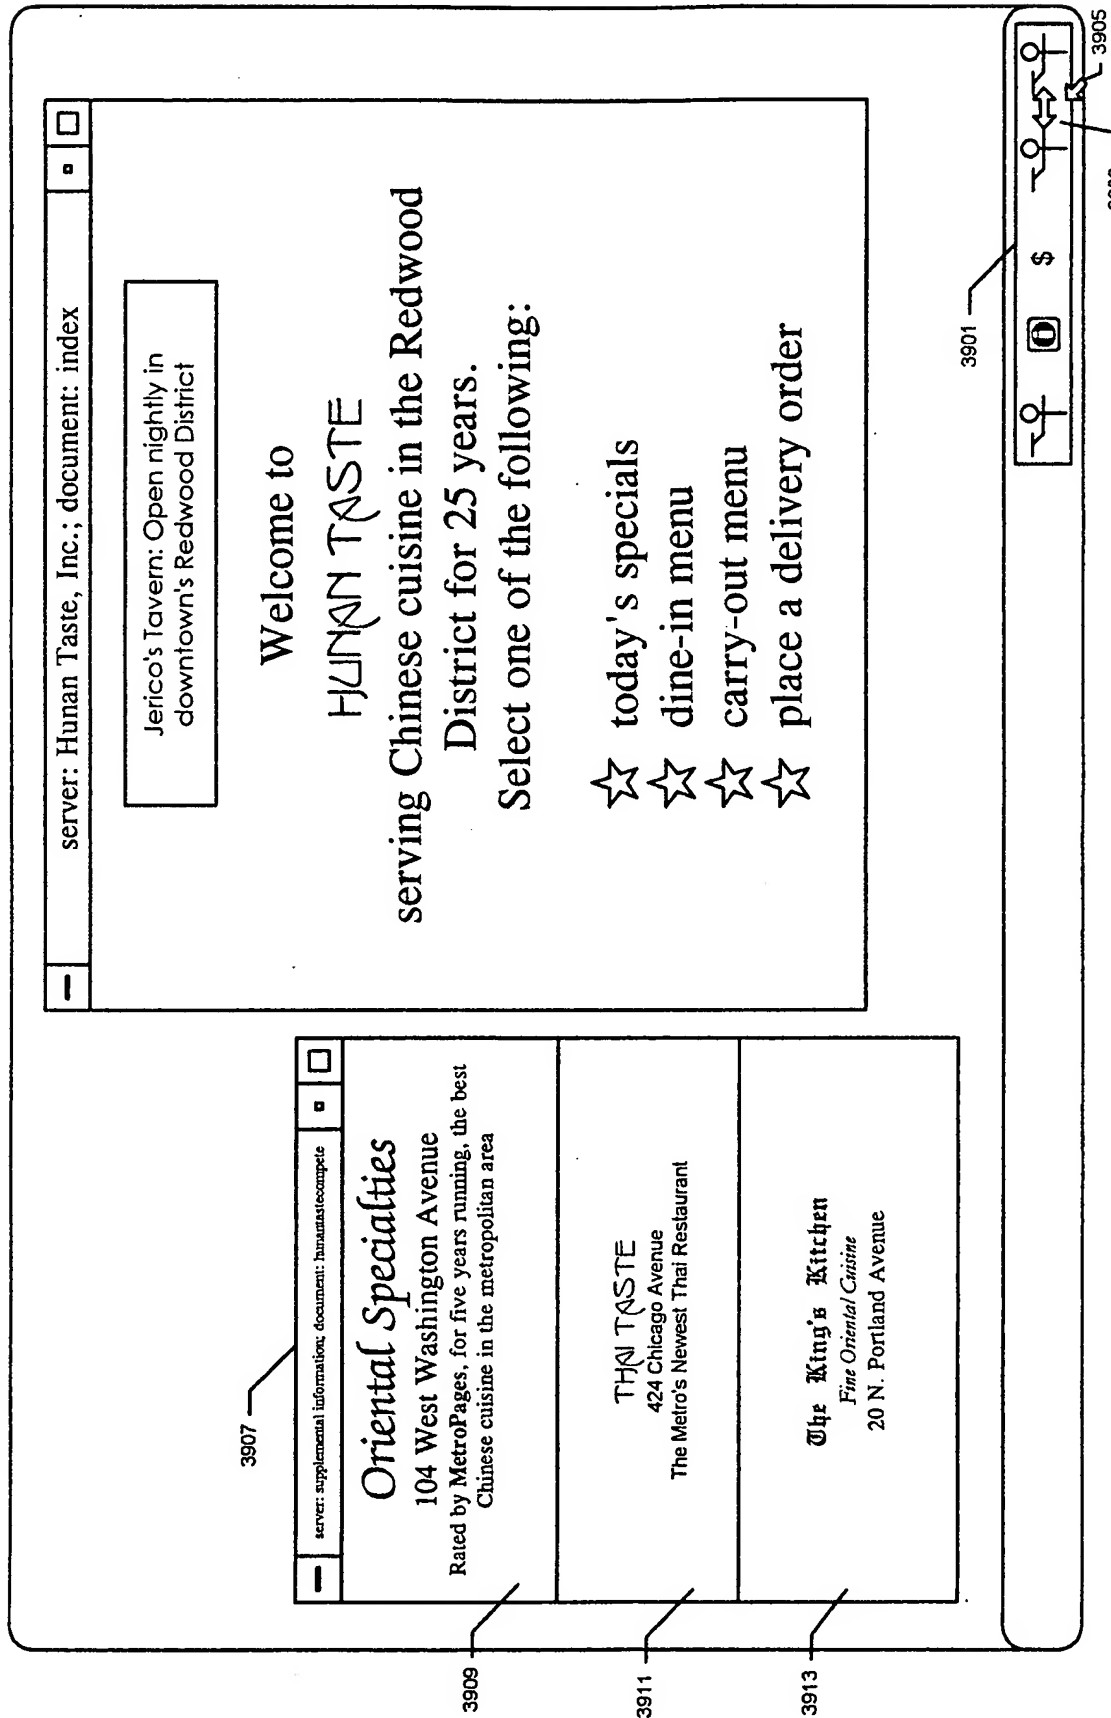 server: Hunan Taste, Inc.; document: index
Jerico's Tavern: Open nightly in
downtown's Redwood District
Welcome to
HUNAN TASTE
serving Chinese cuisine in the Redwood
District for 25 years.
Select one of the following:
☆ today's specials
☆ dine-in menu
☆ carry-out menu
☆ place a delivery order
3907
server: supplemental information; document: hunantastecompete
Oriental Specialties
104 West Washington Avenue
Rated by MetroPages, for five years running, the best
Chinese cuisine in the metropolitan area
THAI TASTE
424 Chicago Avenue
The Metro's Newest Thai Restaurant
The King's Kitchen
Fine Oriental Cuisine
20 N. Portland Avenue
3909
3911
3913
3901
$
3905